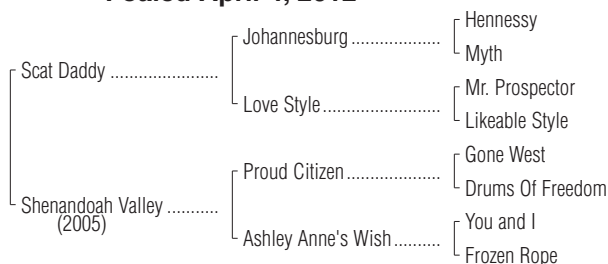 Foaled April 4, 2012
Hennessy
Johannesburg ....................
Myth
Scat Daddy ........................
Mr. Prospector
Love Style..........................
Likeable Style
Gone West
Proud Citizen.....................
Drums Of Freedom
Shenandoah Valley ...........
(2005)
You and I
Ashley Anne's Wish..........
Frozen Rope